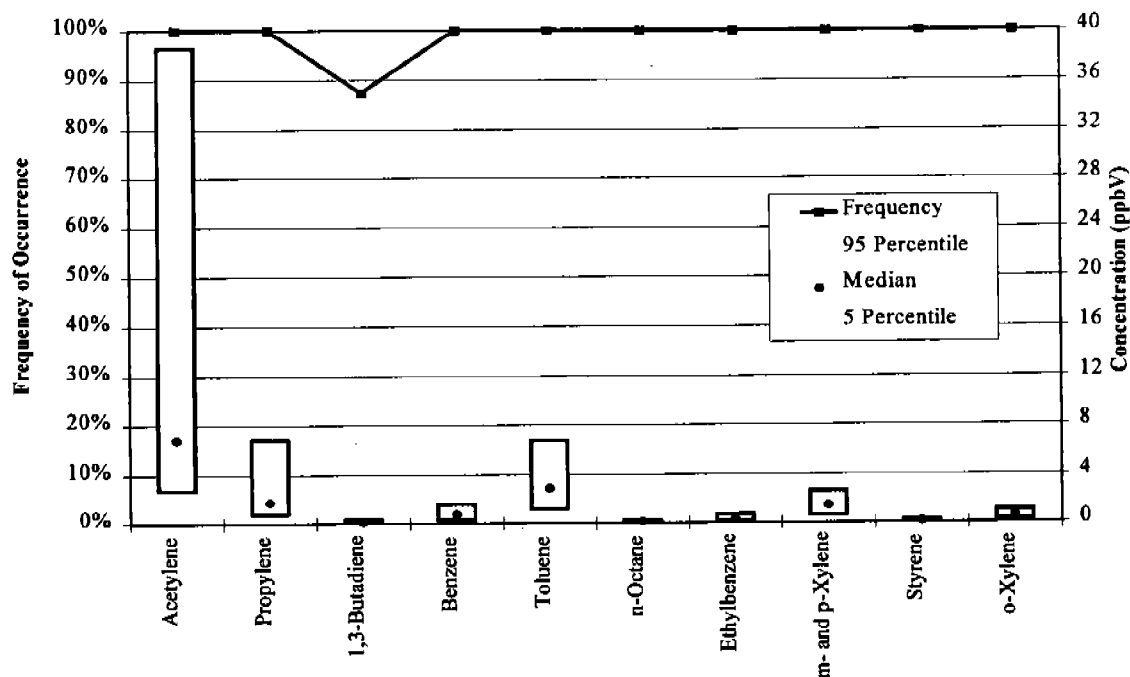 100%
90%
80%
70%
60%
50%
40%
30%
20%
10%
0%
Frequency of Occurrence
40
36
32
28
24
20
16
12
8
4
0
Concentration (ppbV)
Frequency
95 Percentile
Median
5 Percentile
Acetylene
Propylene
1,3-Butadiene
Benzene
Toluene
n-Octane
Ethylbenzene
m- and p-Xylene
Styrene
o-Xylene